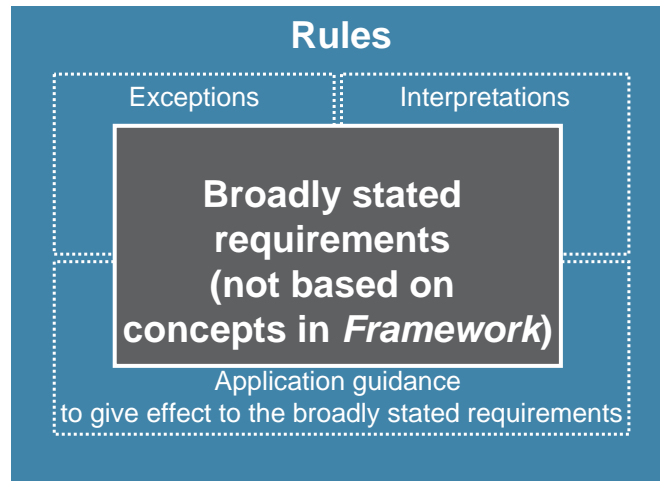 Rules
Exceptions
Interpretations
Broadly stated
requirements
(not based on
concepts in Framework)
Application guidance
to give effect to the broadly stated requirements